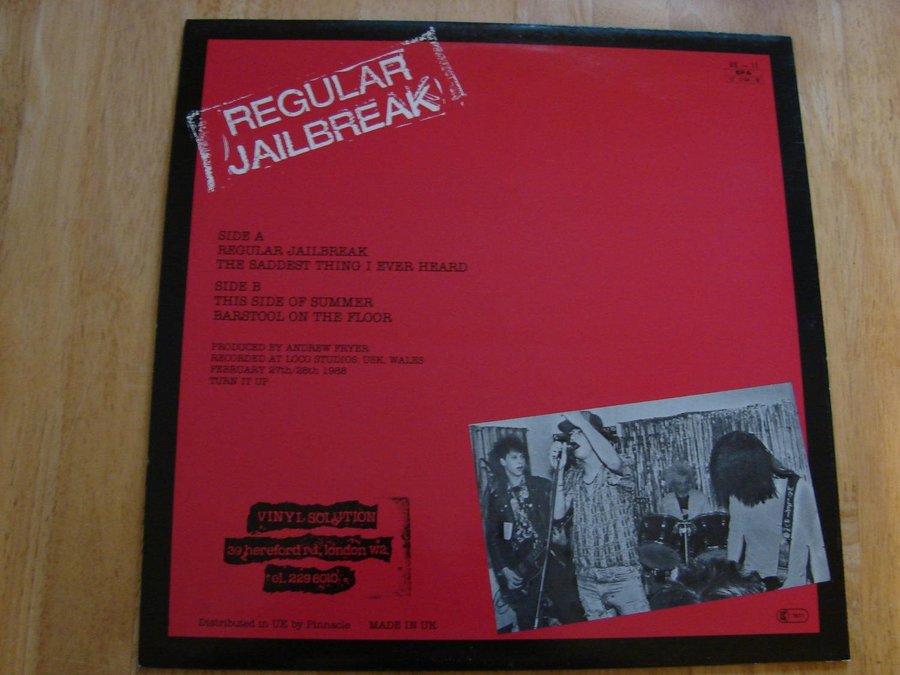 REGULAR
JAILBREAK
SIDE A
REGULAR JAILBREAK
THE SADDEST THING I EVER HEARD
SIDE B
THIS SIDE OF SUMMER
BARSTOOL ON THE FLOOR
PRODUCED BY ANDREW FRYER
RECORDED AT LOCO STUDIOS, USK, WALES
FEBRUARY 27th/28th 1988
TURN IT UP
VINYL SOLUTION
39 hereford rd, london w2.
tel. 229 8010
Distributed in UK by Pinnacle MADE IN UK